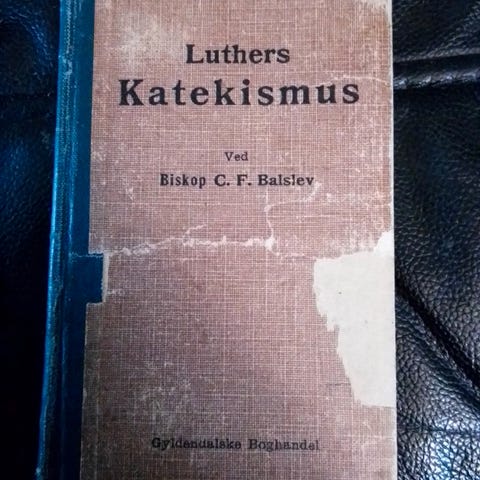 Luthers
Katekismus
Ved
Biskop C. F. Balslev
Gyldendalske Boghandel